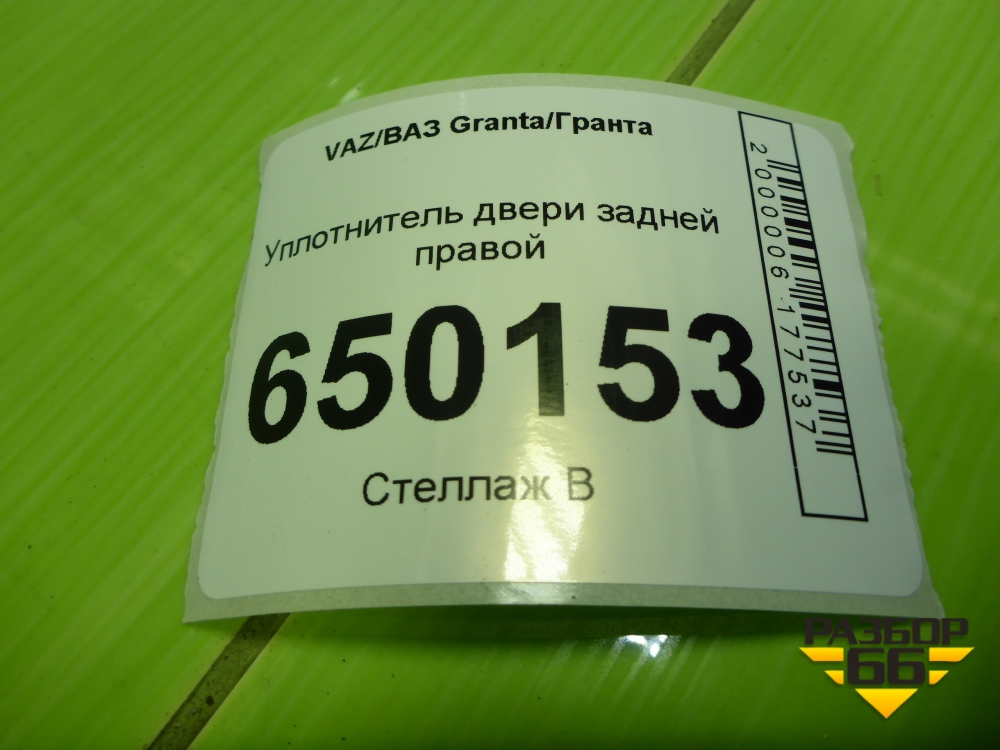 VAZ/ВАЗ Granta/Гранта
Уплотнитель двери задней
правой
650153
Стеллаж В
2000006177537
РАЗБОР
66